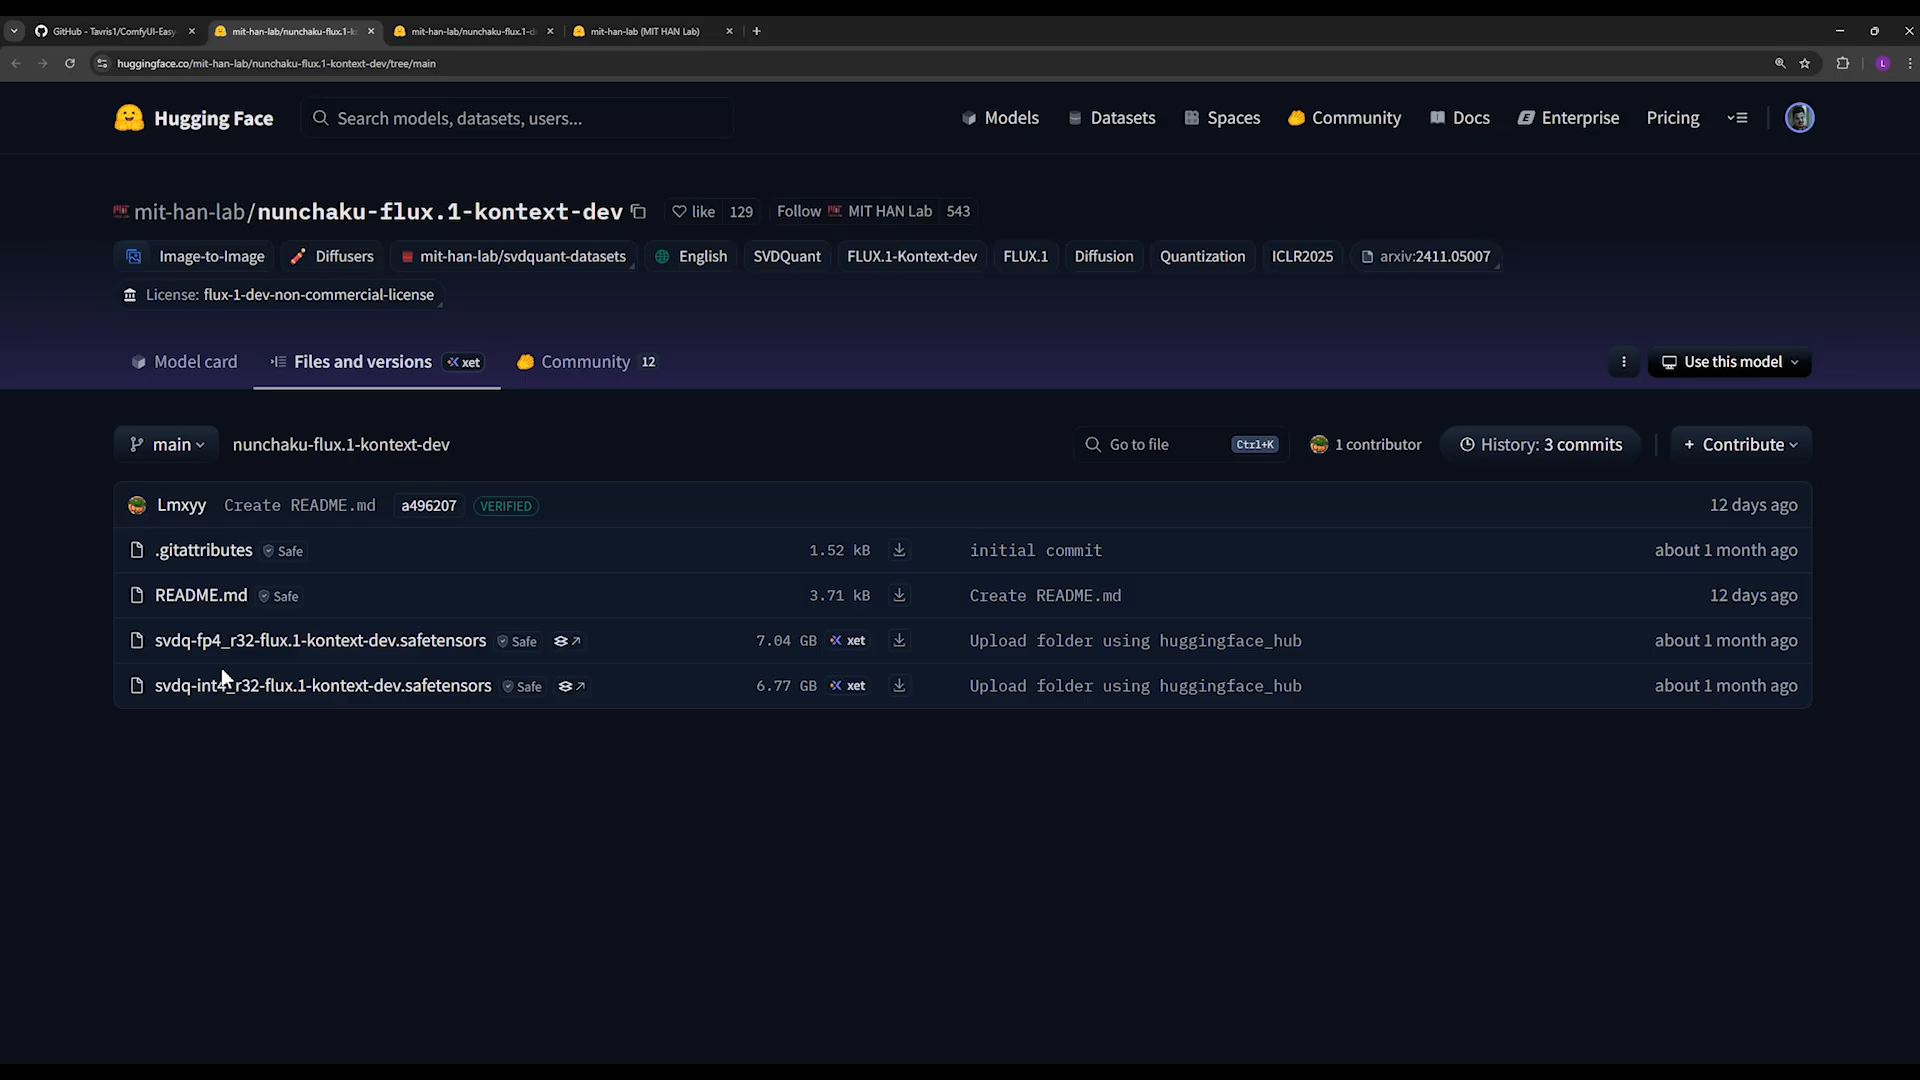 GitHub - Tavris1/ComfyUI-Easy-
mit-han-lab/nunchaku-flux.1-k
mit-han-lab/nunchaku-flux.1-d
mit-han-lab (MIT HAN Lab)
huggingface.co/mit-han-lab/nunchaku-flux.1-kontext-dev/tree/main
L
Hugging Face
Search models, datasets, users...
Models
Datasets
Spaces
Community
Docs
Enterprise
Pricing
mit-han-lab/nunchaku-flux.1-kontext-dev
like 129
Follow MIT HAN Lab 543
Image-to-Image
Diffusers
mit-han-lab/svdquant-datasets
English
SVDQuant
FLUX.1-Kontext-dev
FLUX.1
Diffusion
Quantization
ICLR2025
arxiv:2411.05007
License: flux-1-dev-non-commercial-license
Model card
Files and versions xet
Community 12
Use this model
main
nunchaku-flux.1-kontext-dev
Go to file Ctrl+K
1 contributor
History: 3 commits
+ Contribute
Lmxyy Create README.md a496207 VERIFIED 12 days ago
.gitattributes Safe 1.52 kB initial commit about 1 month ago
README.md Safe 3.71 kB Create README.md 12 days ago
svdq-fp4_r32-flux.1-kontext-dev.safetensors Safe 7.04 GB xet Upload folder using huggingface_hub about 1 month ago
svdq-int4_r32-flux.1-kontext-dev.safetensors Safe 6.77 GB xet Upload folder using huggingface_hub about 1 month ago